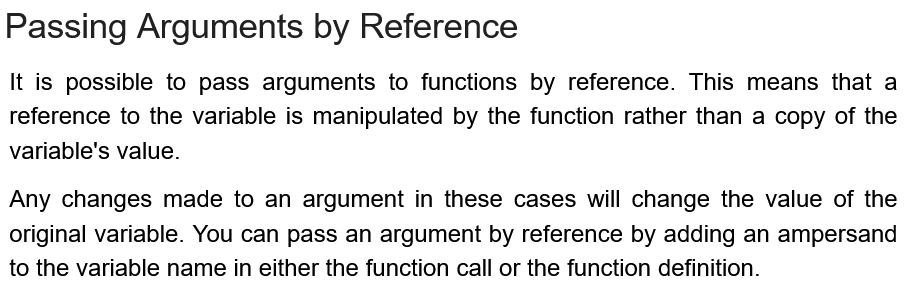 Passing Arguments by Reference
It is possible to pass arguments to functions by reference. This means that a
reference to the variable is manipulated by the function rather than a copy of the
variable's value.
Any changes made to an argument in these cases will change the value of the
original variable. You can pass an argument by reference by adding an ampersand
to the variable name in either the function call or the function definition.